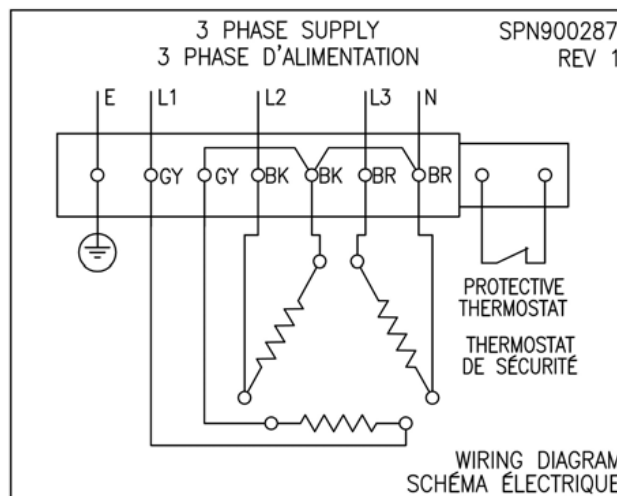 3 PHASE SUPPLY
3 PHASE D'ALIMENTATION
SPN900287
REV 1
E L1 L2 L3 N
GY GY BK BK BR BR
PROTECTIVE
THERMOSTAT
THERMOSTAT
DE SÉCURITÉ
WIRING DIAGRAM
SCHÉMA ÉLECTRIQUE